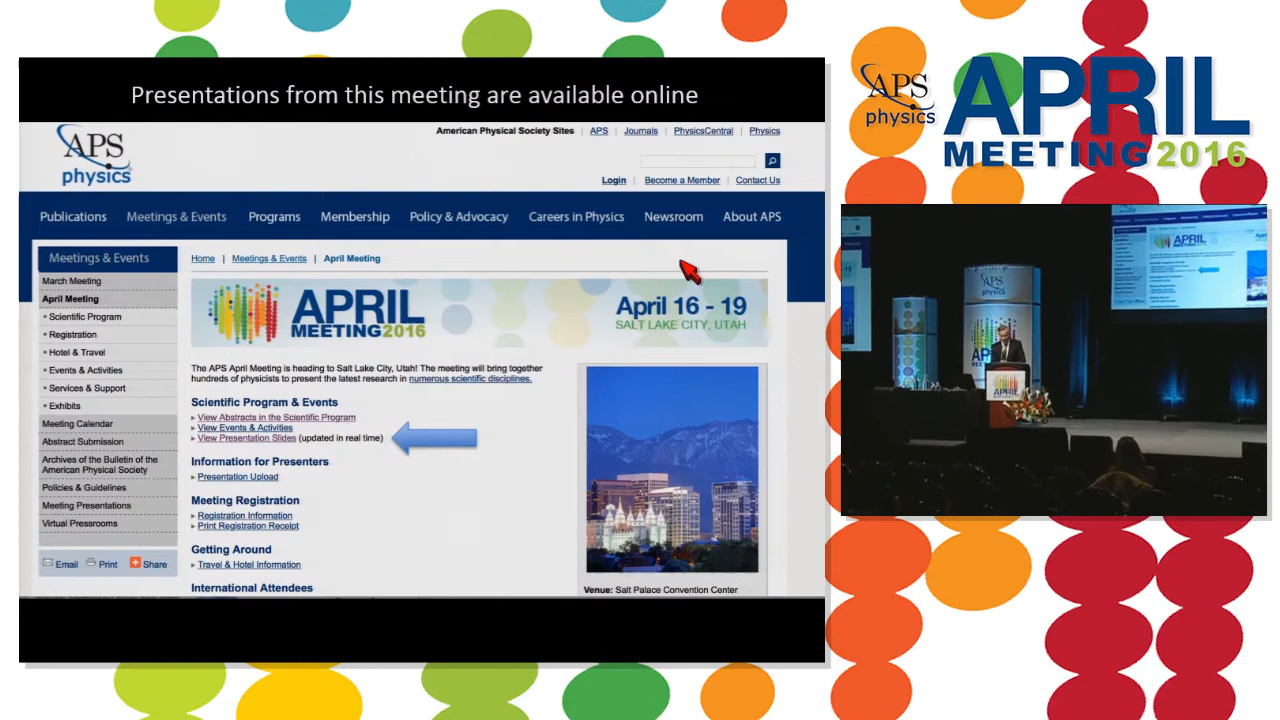 Presentations from this meeting are available online
APS
physics
American Physical Society Sites | APS | Journals | PhysicsCentral | Physics
Login | Become a Member | Contact Us
Publications Meetings & Events Programs Membership Policy & Advocacy Careers in Physics Newsroom About APS
Meetings & Events
March Meeting
April Meeting
Scientific Program
Registration
Hotel & Travel
Events & Activities
Services & Support
Exhibits
Meeting Calendar
Abstract Submission
Archives of the Bulletin of the
American Physical Society
Policies & Guidelines
Meeting Presentations
Virtual Pressrooms
Email Print Share
Home | Meetings & Events | April Meeting
APRIL
MEETING 2016
April 16 - 19
SALT LAKE CITY, UTAH
The APS April Meeting is heading to Salt Lake City, Utah! The meeting will bring together
hundreds of physicists to present the latest research in numerous scientific disciplines.
Scientific Program & Events
View Abstracts in the Scientific Program
View Events & Activities
View Presentation Slides (updated in real time)
Information for Presenters
Presentation Upload
Meeting Registration
Registration Information
Print Registration Receipt
Getting Around
Travel & Hotel Information
International Attendees
Venue: Salt Palace Convention Center
APS
physics
APRIL
MEETING 2016
APS
physics
APRIL